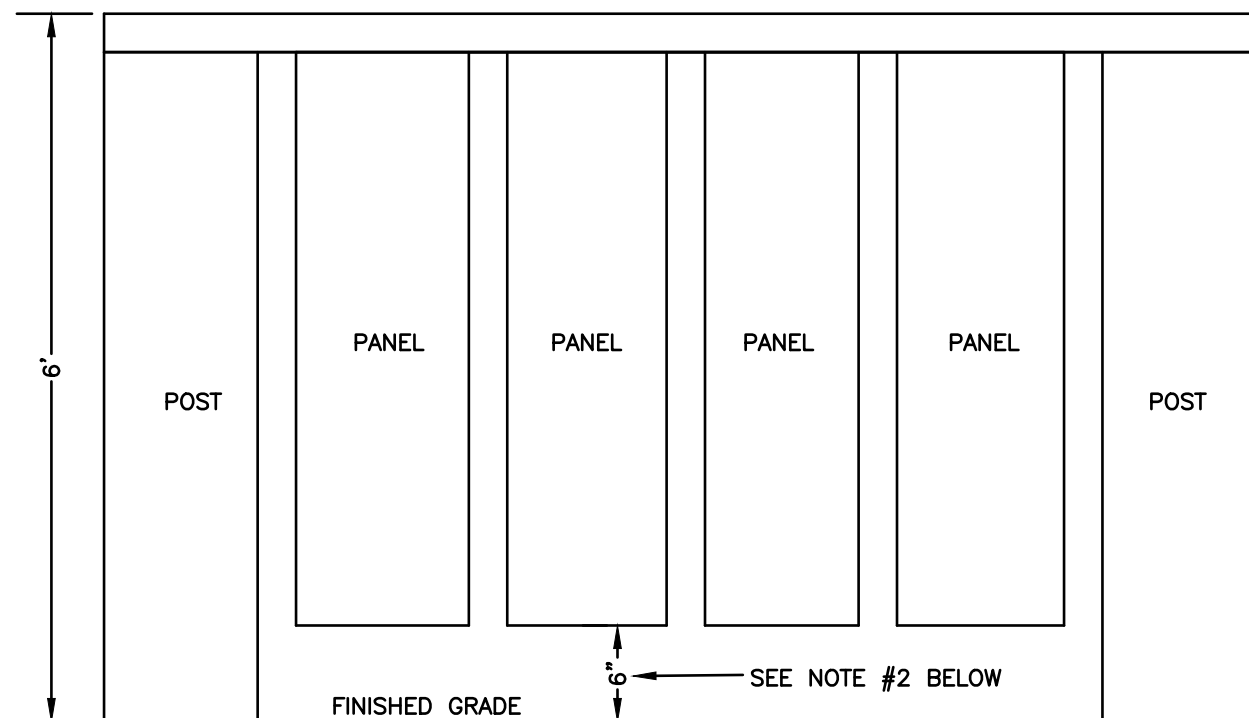 PANEL PANEL PANEL PANEL
6'
POST POST
6" SEE NOTE #2 BELOW
FINISHED GRADE